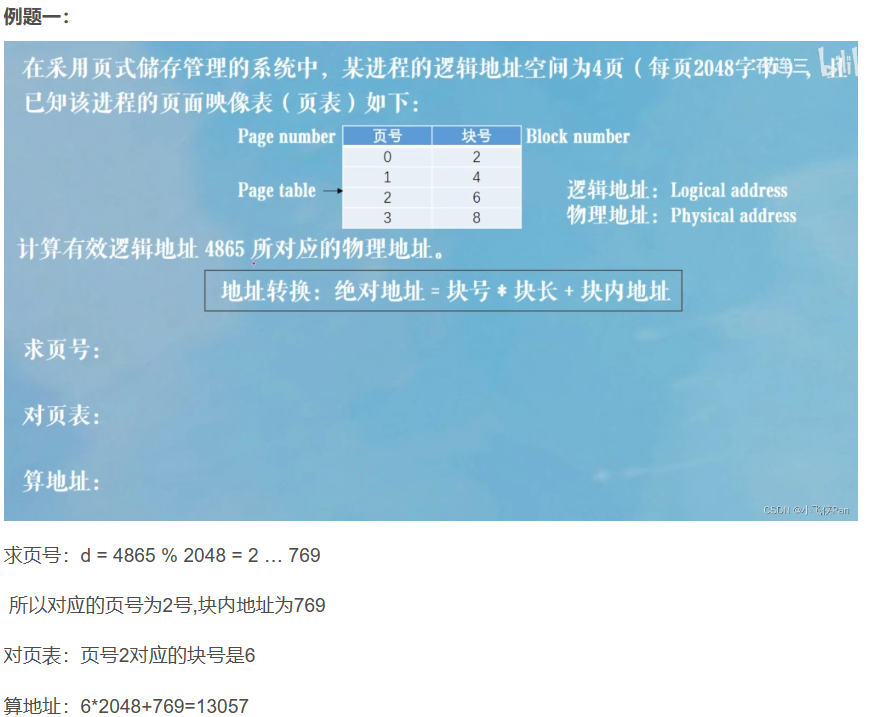 例题一：
在采用页式储存管理的系统中，某进程的逻辑地址空间为4页（每页2048字节），
已知该进程的页面映像表（页表）如下：
Page number 页号 块号 Block number
0 2
1 4
Page table 2 6 逻辑地址：Logical address
3 8 物理地址：Physical address
计算有效逻辑地址 4865 所对应的物理地址。
地址转换：绝对地址 = 块号 * 块长 + 块内地址
求页号：
对页表：
算地址：
CSDN @小飞侠Pan
求页号：d = 4865 % 2048 = 2 … 769
所以对应的页号为2号,块内地址为769
对页表：页号2对应的块号是6
算地址：6*2048+769=13057